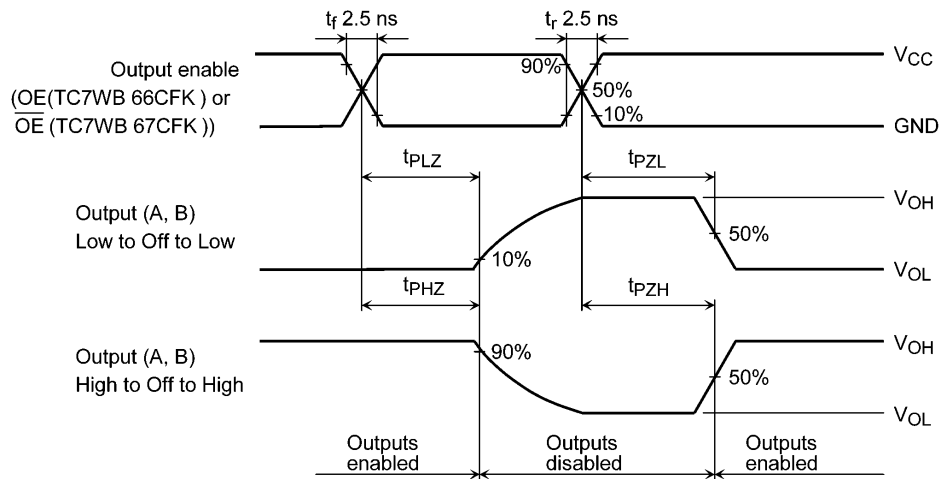 tf 2.5 ns
tr 2.5 ns
Output enable
(OE(TC7WB 66CFK ) or
OE (TC7WB 67CFK ))
90%
50%
10%
VCC
GND
tPLZ
tPZL
Output (A, B)
Low to Off to Low
10%
50%
VOH
VOL
tPHZ
tPZH
Output (A, B)
High to Off to High
90%
50%
VOH
VOL
Outputs
enabled
Outputs
disabled
Outputs
enabled